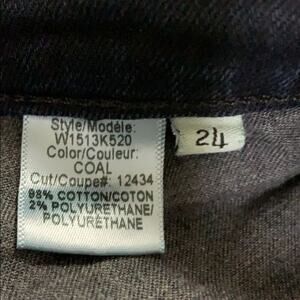 Style/Modèle:
W1513K520
Color/Couleur:
COAL
Cut/Coupe#: 12434
98% COTTON/COTON
2% POLYURETHANE/
POLYURÉTHANE
24